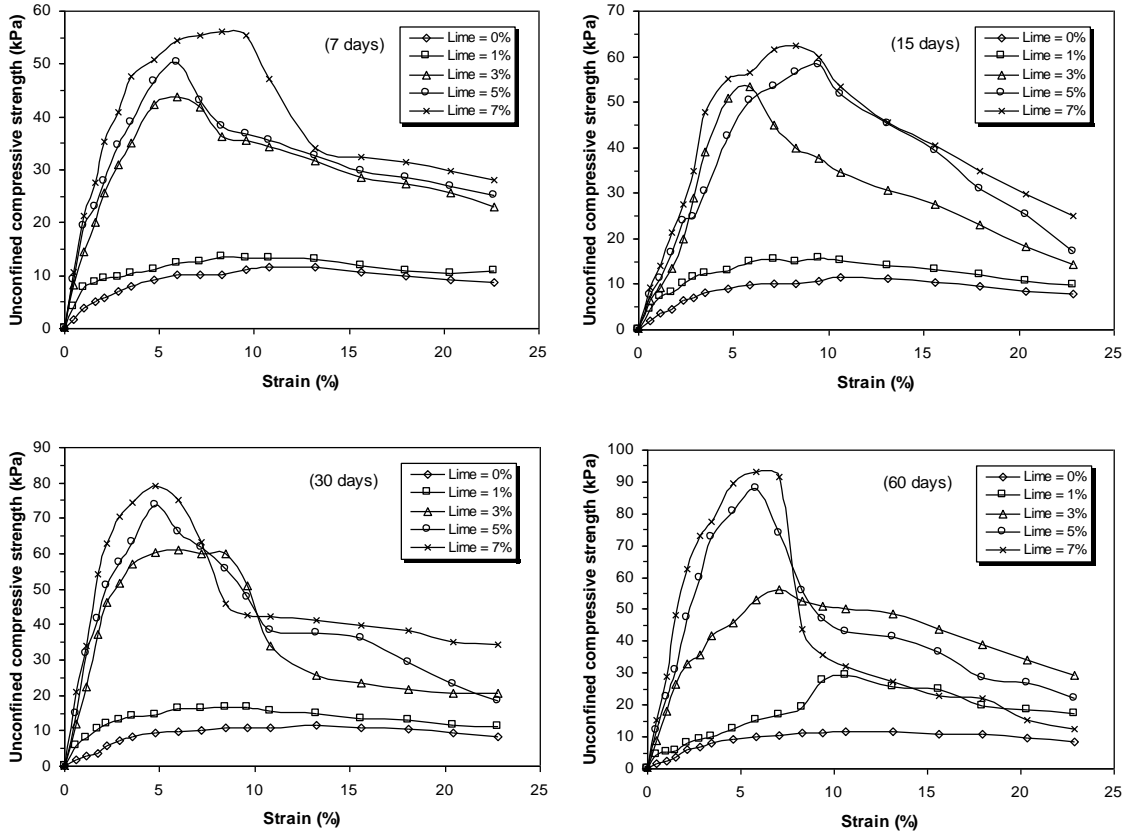 60
50
40
30
20
10
0
Unconfined compressive strength (kPa)
(7 days)
Lime = 0%
Lime = 1%
Lime = 3%
Lime = 5%
Lime = 7%
0 5 10 15 20 25
Strain (%)
70
60
50
40
30
20
10
0
Unconfined compressive strength (kPa)
(15 days)
Lime = 0%
Lime = 1%
Lime = 3%
Lime = 5%
Lime = 7%
0 5 10 15 20 25
Strain (%)
90
80
70
60
50
40
30
20
10
0
Unconfined compressive strength (kPa)
(30 days)
Lime = 0%
Lime = 1%
Lime = 3%
Lime = 5%
Lime = 7%
0 5 10 15 20 25
Strain (%)
100
90
80
70
60
50
40
30
20
10
0
Unconfined compressive strength (kPa)
(60 days)
Lime = 0%
Lime = 1%
Lime = 3%
Lime = 5%
Lime = 7%
0 5 10 15 20 25
Strain (%)